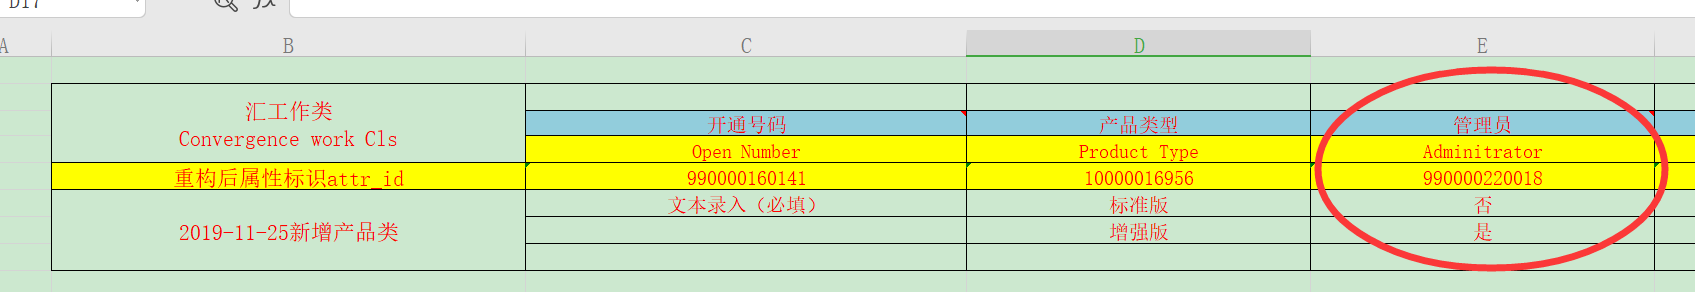 D17
A B C D E
汇工作类
Convergence work Cls
开通号码 产品类型 管理员
Open Number Product Type Adminitrator
重构后属性标识attr_id 990000160141 10000016956 990000220018
文本录入（必填） 标准版 否
2019-11-25新增产品类
增强版 是